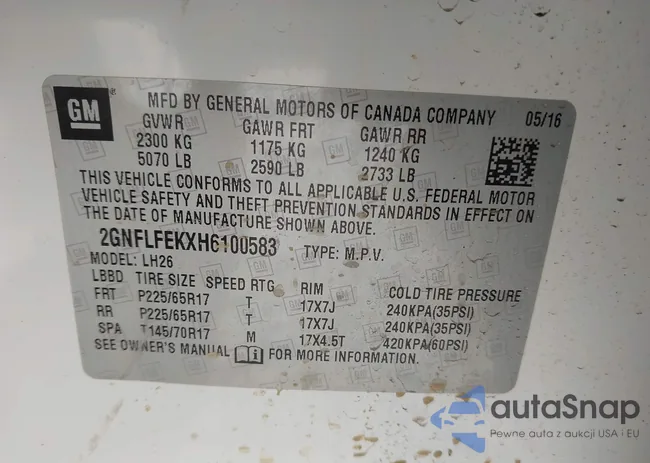 GM
MFD BY GENERAL MOTORS OF CANADA COMPANY 05/16
GVWR GAWR FRT GAWR RR
2300 KG 1175 KG 1240 KG
5070 LB 2590 LB 2733 LB
THIS VEHICLE CONFORMS TO ALL APPLICABLE U.S. FEDERAL MOTOR
VEHICLE SAFETY AND THEFT PREVENTION STANDARDS IN EFFECT ON
THE DATE OF MANUFACTURE SHOWN ABOVE.
2GNFLFEKXH6100583 TYPE: M.P.V.
MODEL: LH26
LBBD TIRE SIZE SPEED RTG RIM COLD TIRE PRESSURE
FRT P225/65R17 T 17X7J 240KPA(35PSI)
RR P225/65R17 T 17X7J 240KPA(35PSI)
SPA T145/70R17 M 17X4.5T 420KPA(60PSI)
SEE OWNER'S MANUAL FOR MORE INFORMATION.
autaSnap
Pewne auta z aukcji USA i EU